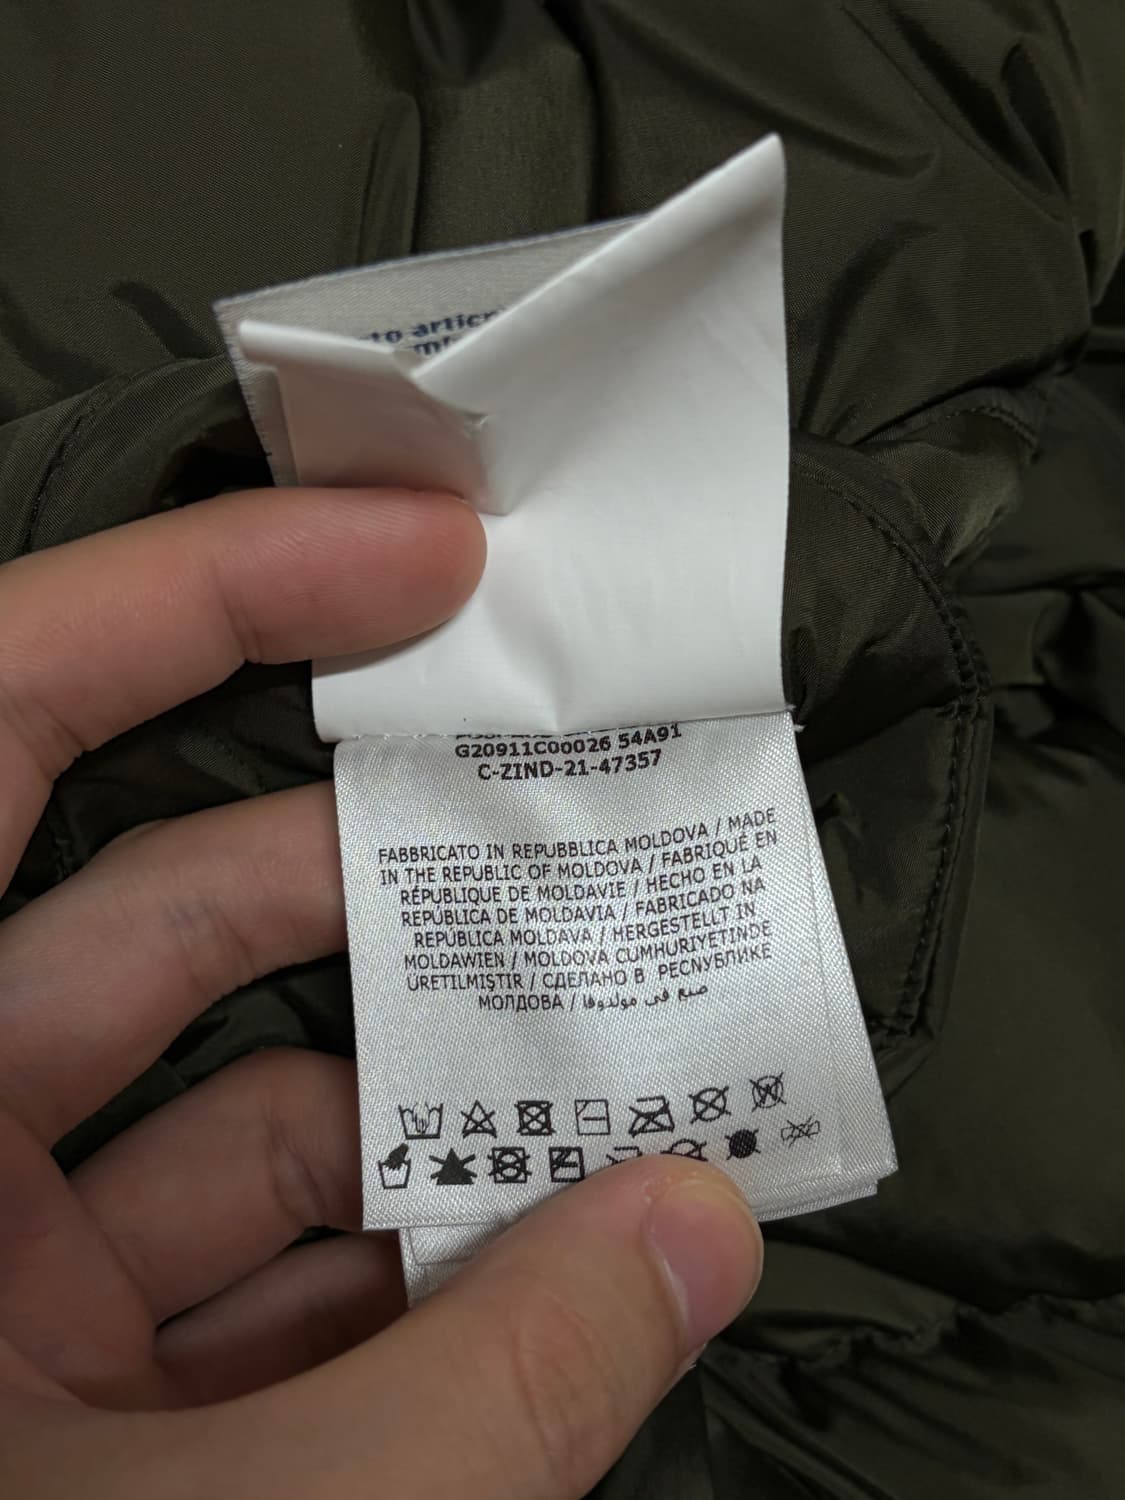 to artic
G20911C00026 54A91
C-ZIND-21-47357
FABBRICATO IN REPUBBLICA MOLDOVA / MADE
IN THE REPUBLIC OF MOLDOVA / FABRIQUÉ EN
RÉPUBLIQUE DE MOLDAVIE / HECHO EN LA
REPÚBLICA DE MOLDAVIA / FABRICADO NA
REPÚBLICA MOLDAVA / HERGESTELLT IN
MOLDAWIEN / MOLDOVA CUMHURIYETINDE
ÜRETILMIŞTIR / СДЕЛАНО В РЕСПУБЛИКЕ
МОЛДОВА / صنع في مولدوفا